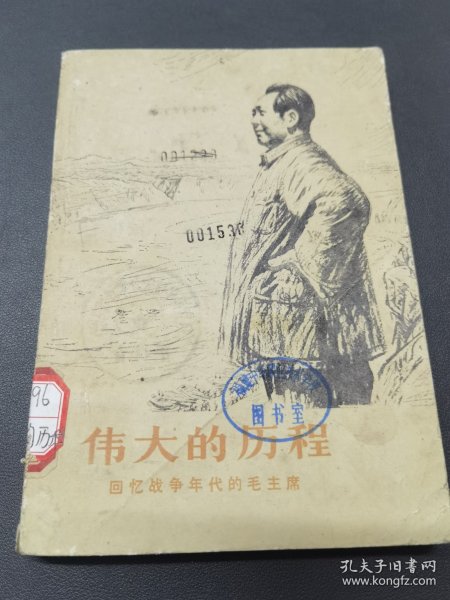 001538
图书室
96
伟大的历程
回忆战争年代的毛主席
孔夫子旧书网
www.kongfz.com